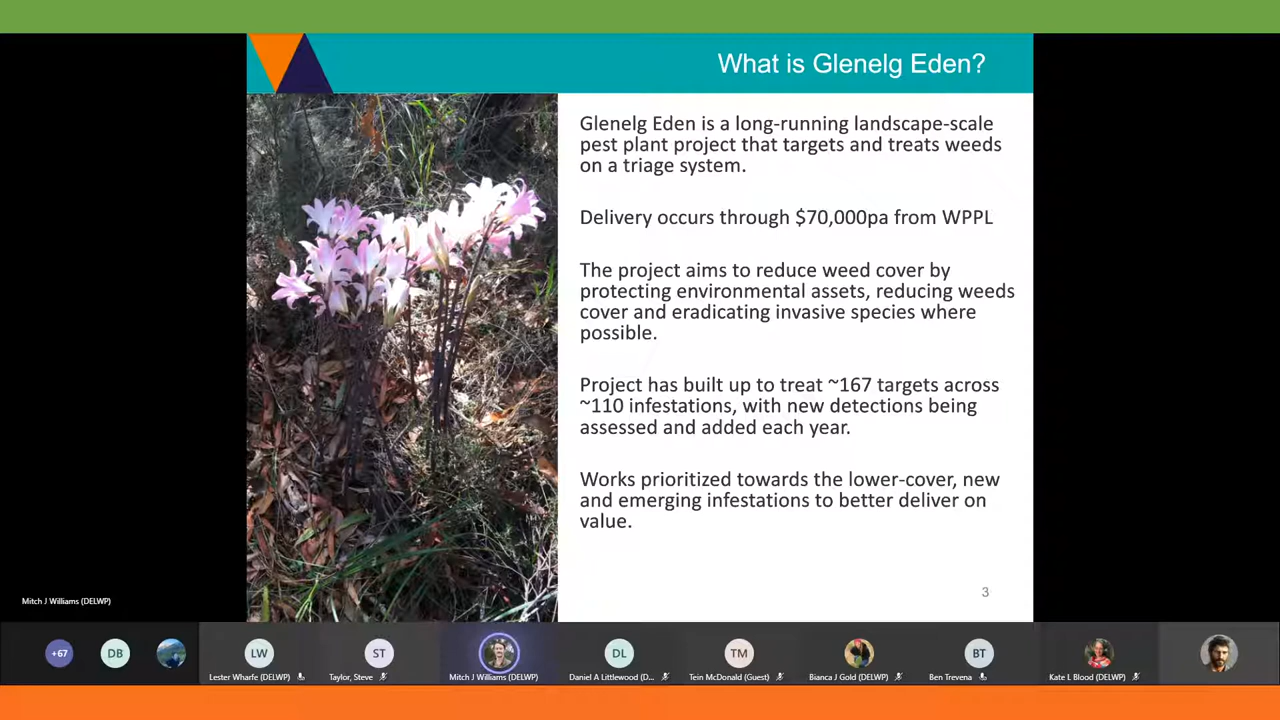 What is Glenelg Eden?
Glenelg Eden is a long-running landscape-scale
pest plant project that targets and treats weeds
on a triage system.
Delivery occurs through $70,000pa from WPPL
The project aims to reduce weed cover by
protecting environmental assets, reducing weeds
cover and eradicating invasive species where
possible.
Project has built up to treat ~167 targets across
~110 infestations, with new detections being
assessed and added each year.
Works prioritized towards the lower-cover, new
and emerging infestations to better deliver on
value.
3
Mitch J Williams (DELWP)
+67
DB
LW
ST
DL
TM
BT
Lester Wharfe (DELWP)
Taylor, Steve
Mitch J Williams (DELWP)
Daniel A Littlewood (D...
Tein McDonald (Guest)
Bianca J Gold (DELWP)
Ben Trevena
Kate L Blood (DELWP)